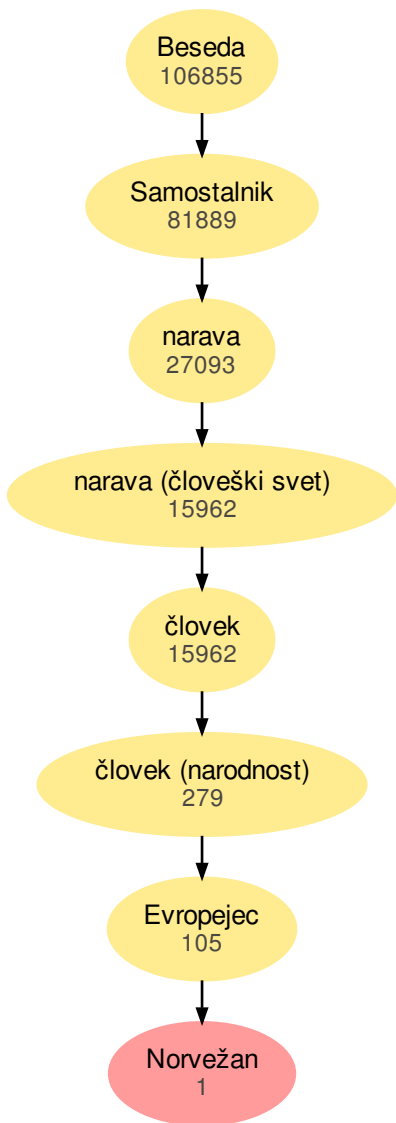 Beseda
106855
Samostalnik
81889
narava
27093
narava (človeški svet)
15962
človek
15962
človek (narodnost)
279
Evropejec
105
Norvežan
1